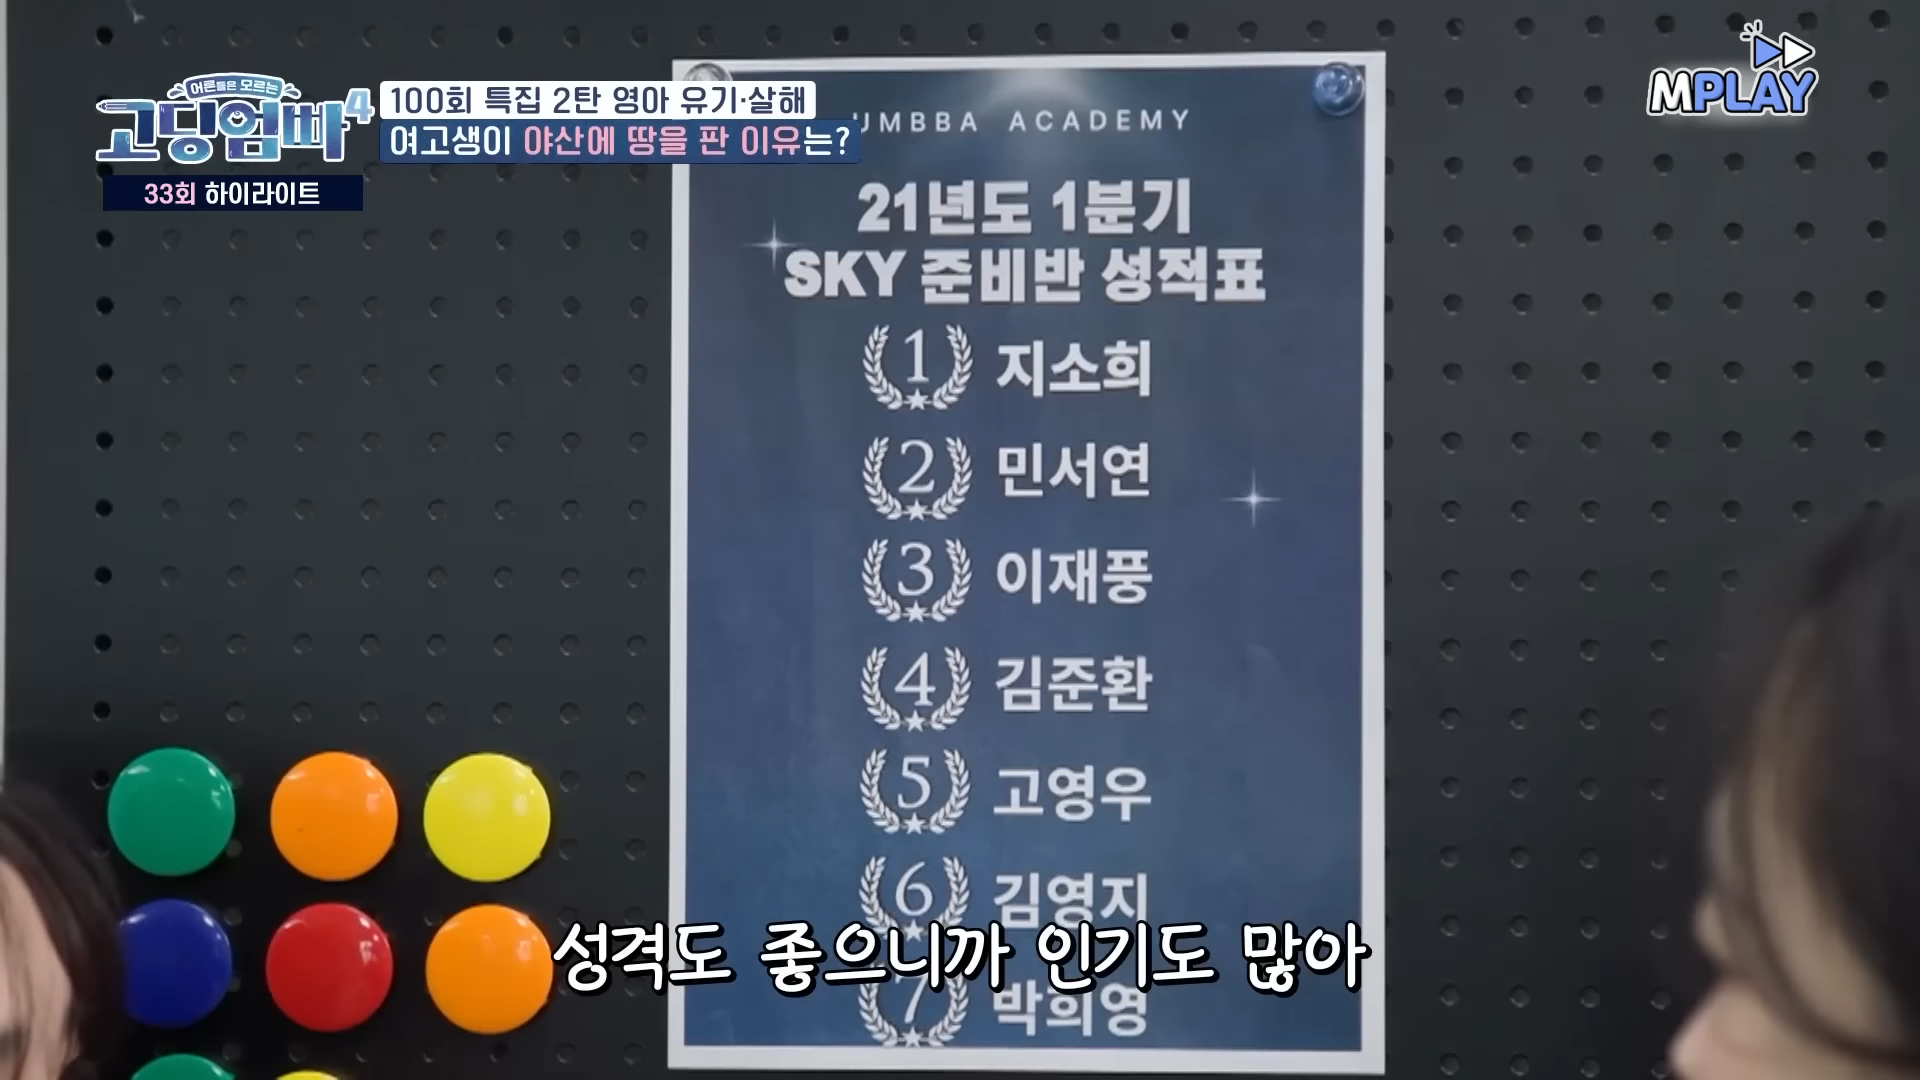 어른들은 모르는
고딩엄빠4
100회 특집 2탄 영아 유기·살해
여고생이 야산에 땅을 판 이유는?
33회 하이라이트
MPLAY
UMBBA ACADEMY
21년도 1분기
SKY 준비반 성적표
1 지소희
2 민서연
3 이재풍
4 김준환
5 고영우
6 김영지
7 박희영
성격도 좋으니까 인기도 많아